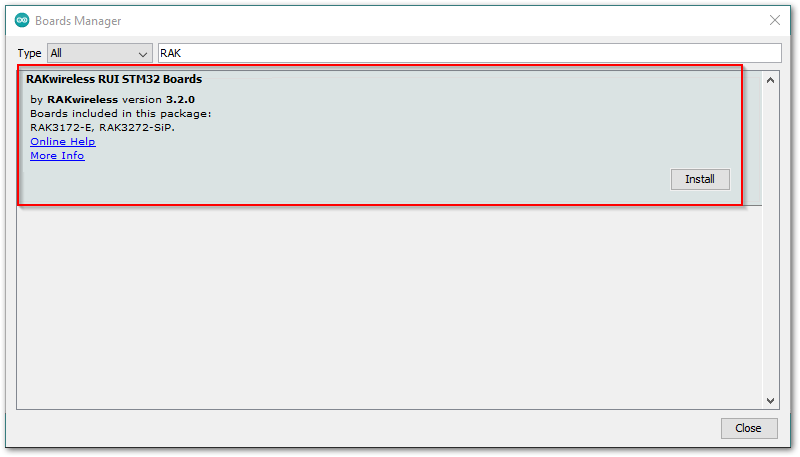 Boards Manager
Type All RAK
RAKwireless RUI STM32 Boards
by RAKwireless version 3.2.0
Boards included in this package:
RAK3172-E, RAK3272-SiP.
Online Help
More Info
Install
Close